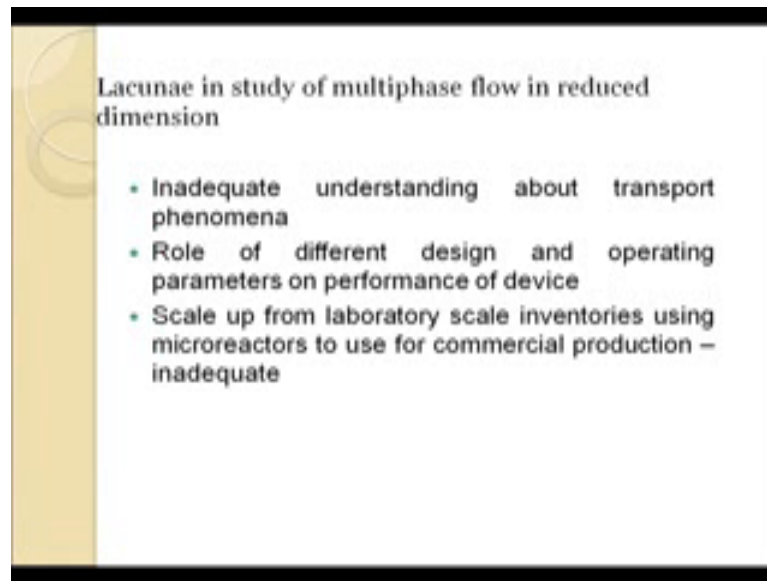 Lacunae in study of multiphase flow in reduced
dimension
• Inadequate understanding about transport
phenomena
• Role of different design and operating
parameters on performance of device
• Scale up from laboratory scale inventories using
microreactors to use for commercial production –
inadequate